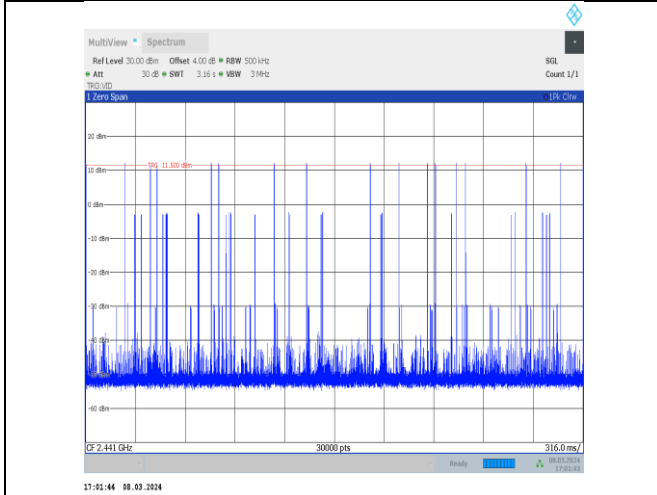 MultiView Spectrum
Ref Level 30.00 dBm Offset 4.00 dB RBW 500 kHz SGL
Att 30 dB SWT 3.16 s VBW 3 MHz Count 1/1
TRG:VID
1 Zero Span 1Pk Clrw
20 dBm
TRG 11.500 dBm
10 dBm
0 dBm
-10 dBm
-20 dBm
-30 dBm
-40 dBm
-60 dBm
CF 2.441 GHz 30000 pts 316.0 ms/
Ready 08.03.2024
17:01:43
17:01:44 08.03.2024